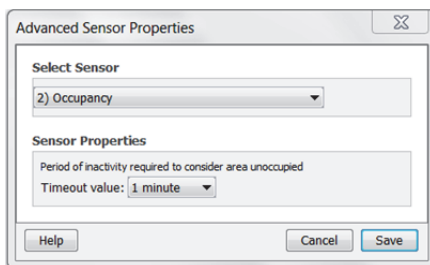 Advanced Sensor Properties
Select Sensor
2) Occupancy
Sensor Properties
Period of inactivity required to consider area unoccupied
Timeout value: 1 minute
Help Cancel Save